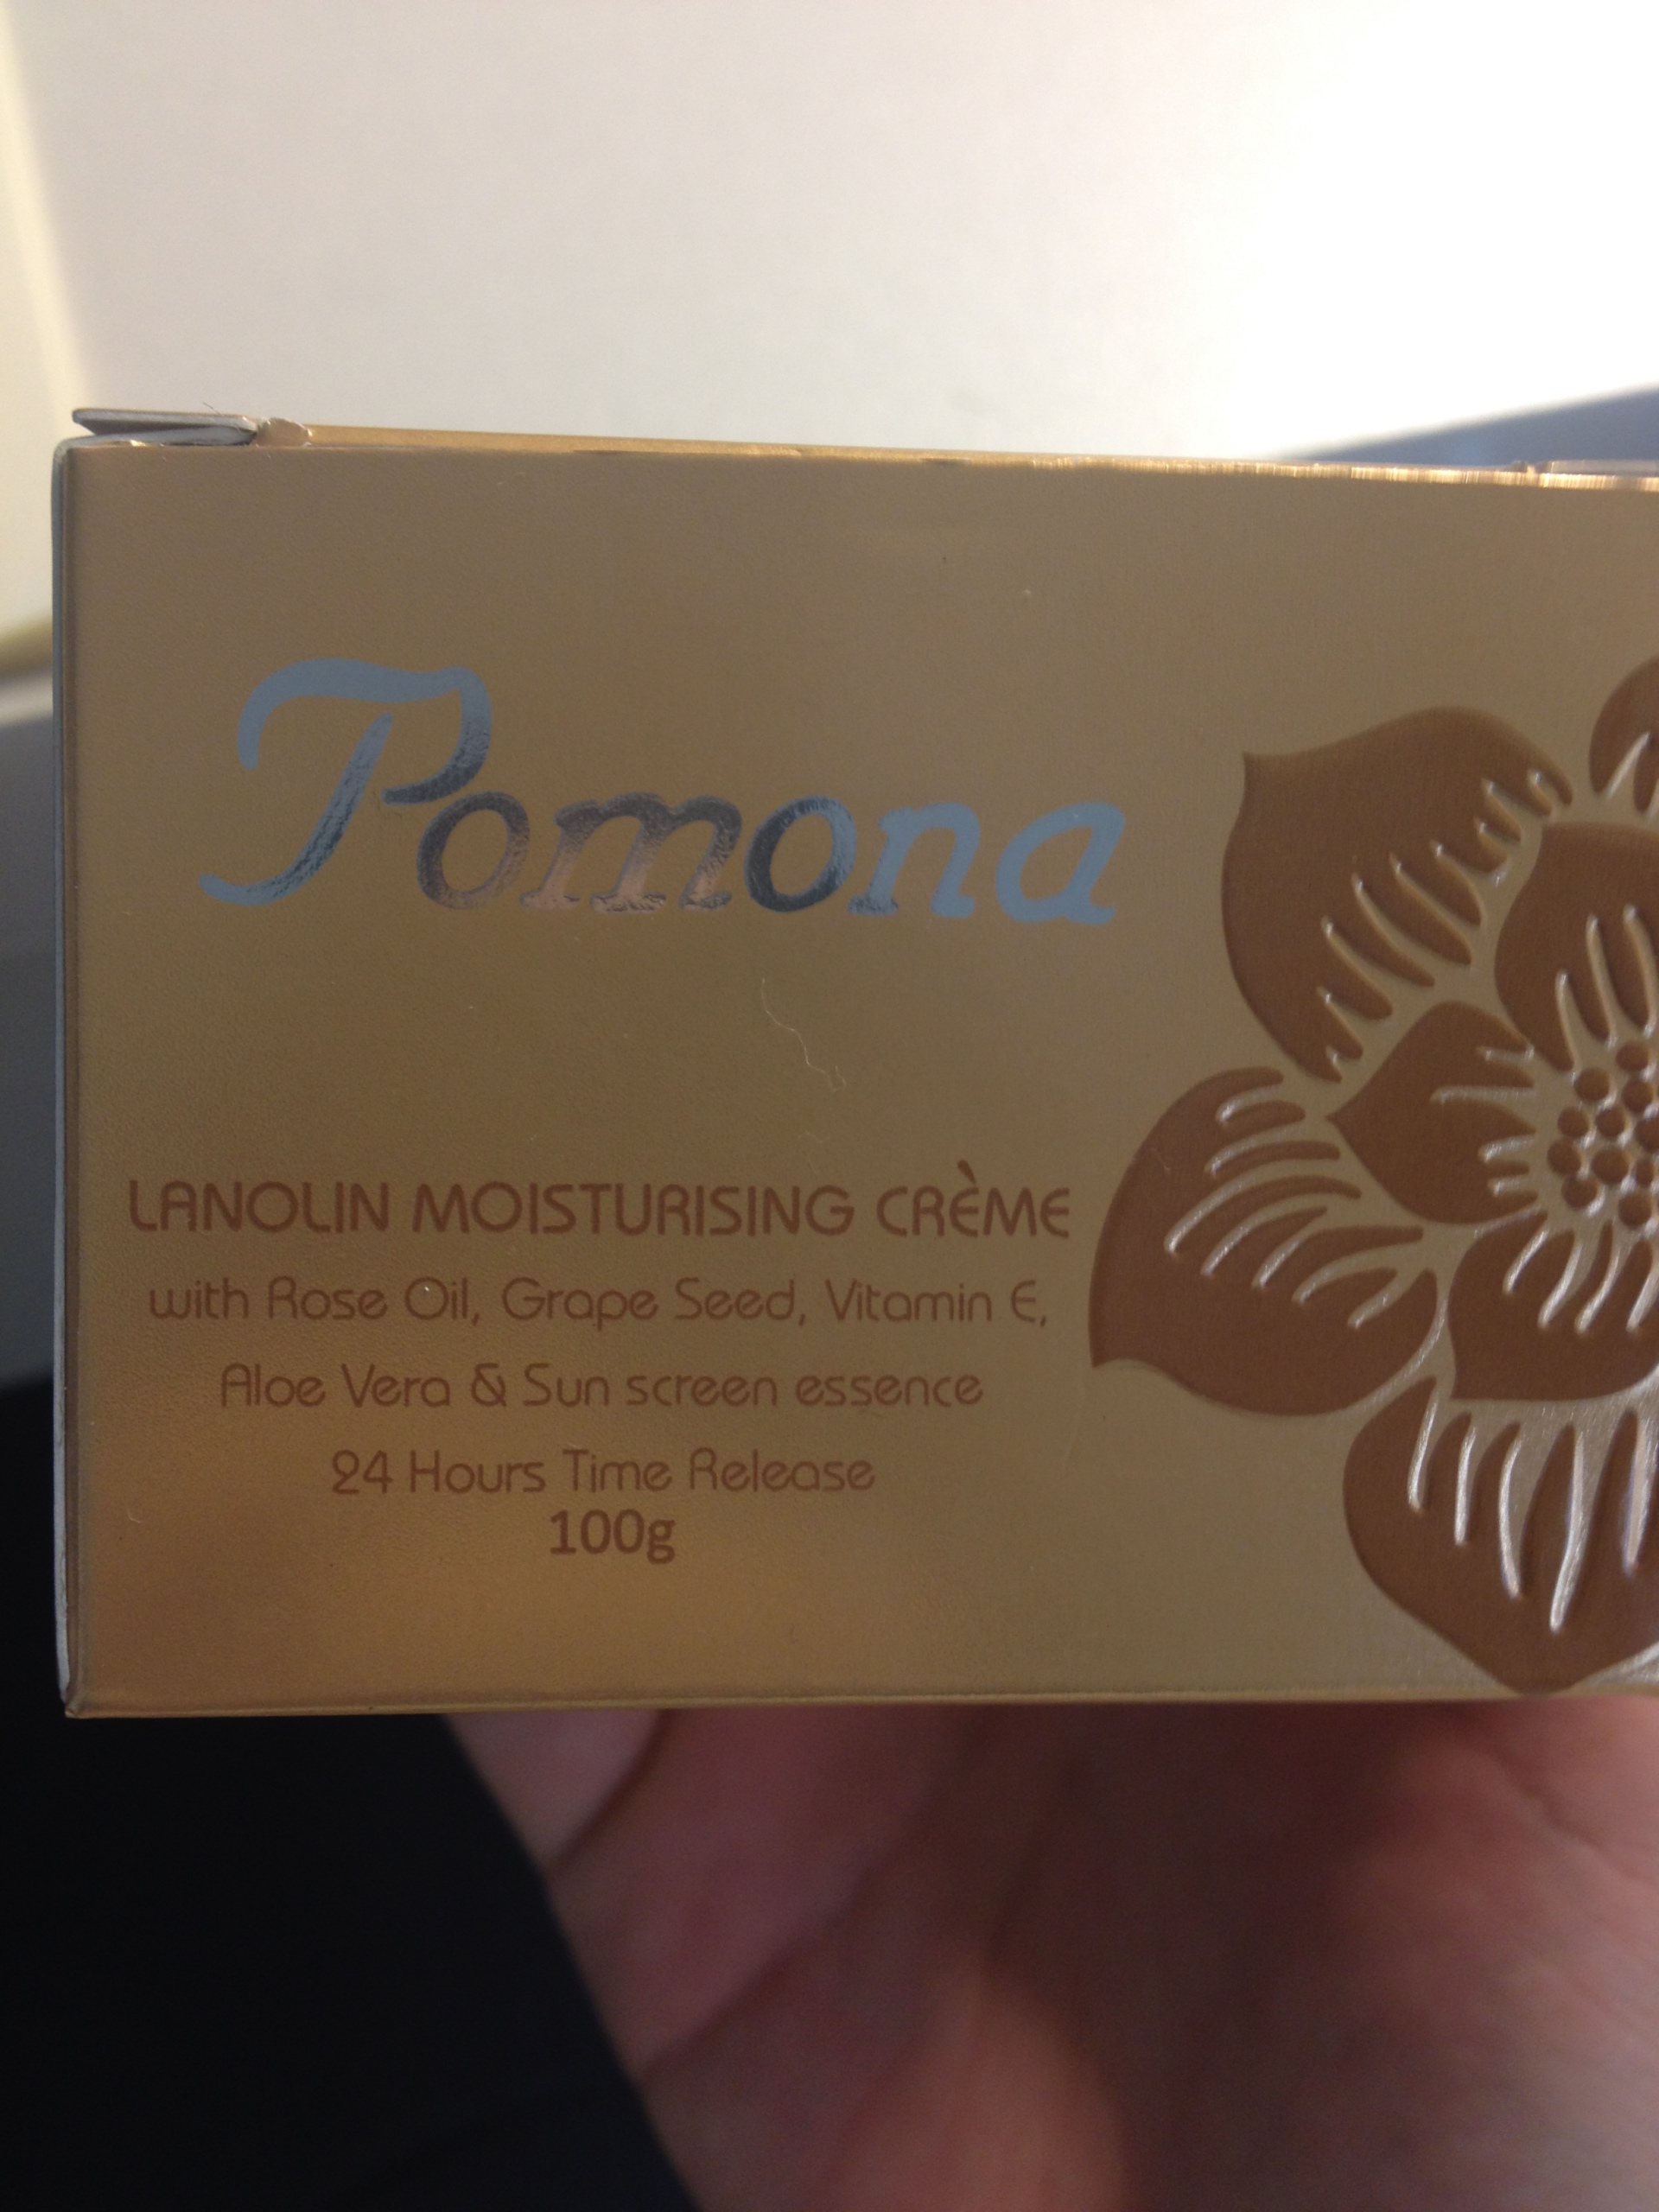 Pomona
LANOLIN MOISTURISING CRÈME
with Rose Oil, Grape Seed, Vitamin E,
Aloe Vera & Sun screen essence
24 Hours Time Release
100g